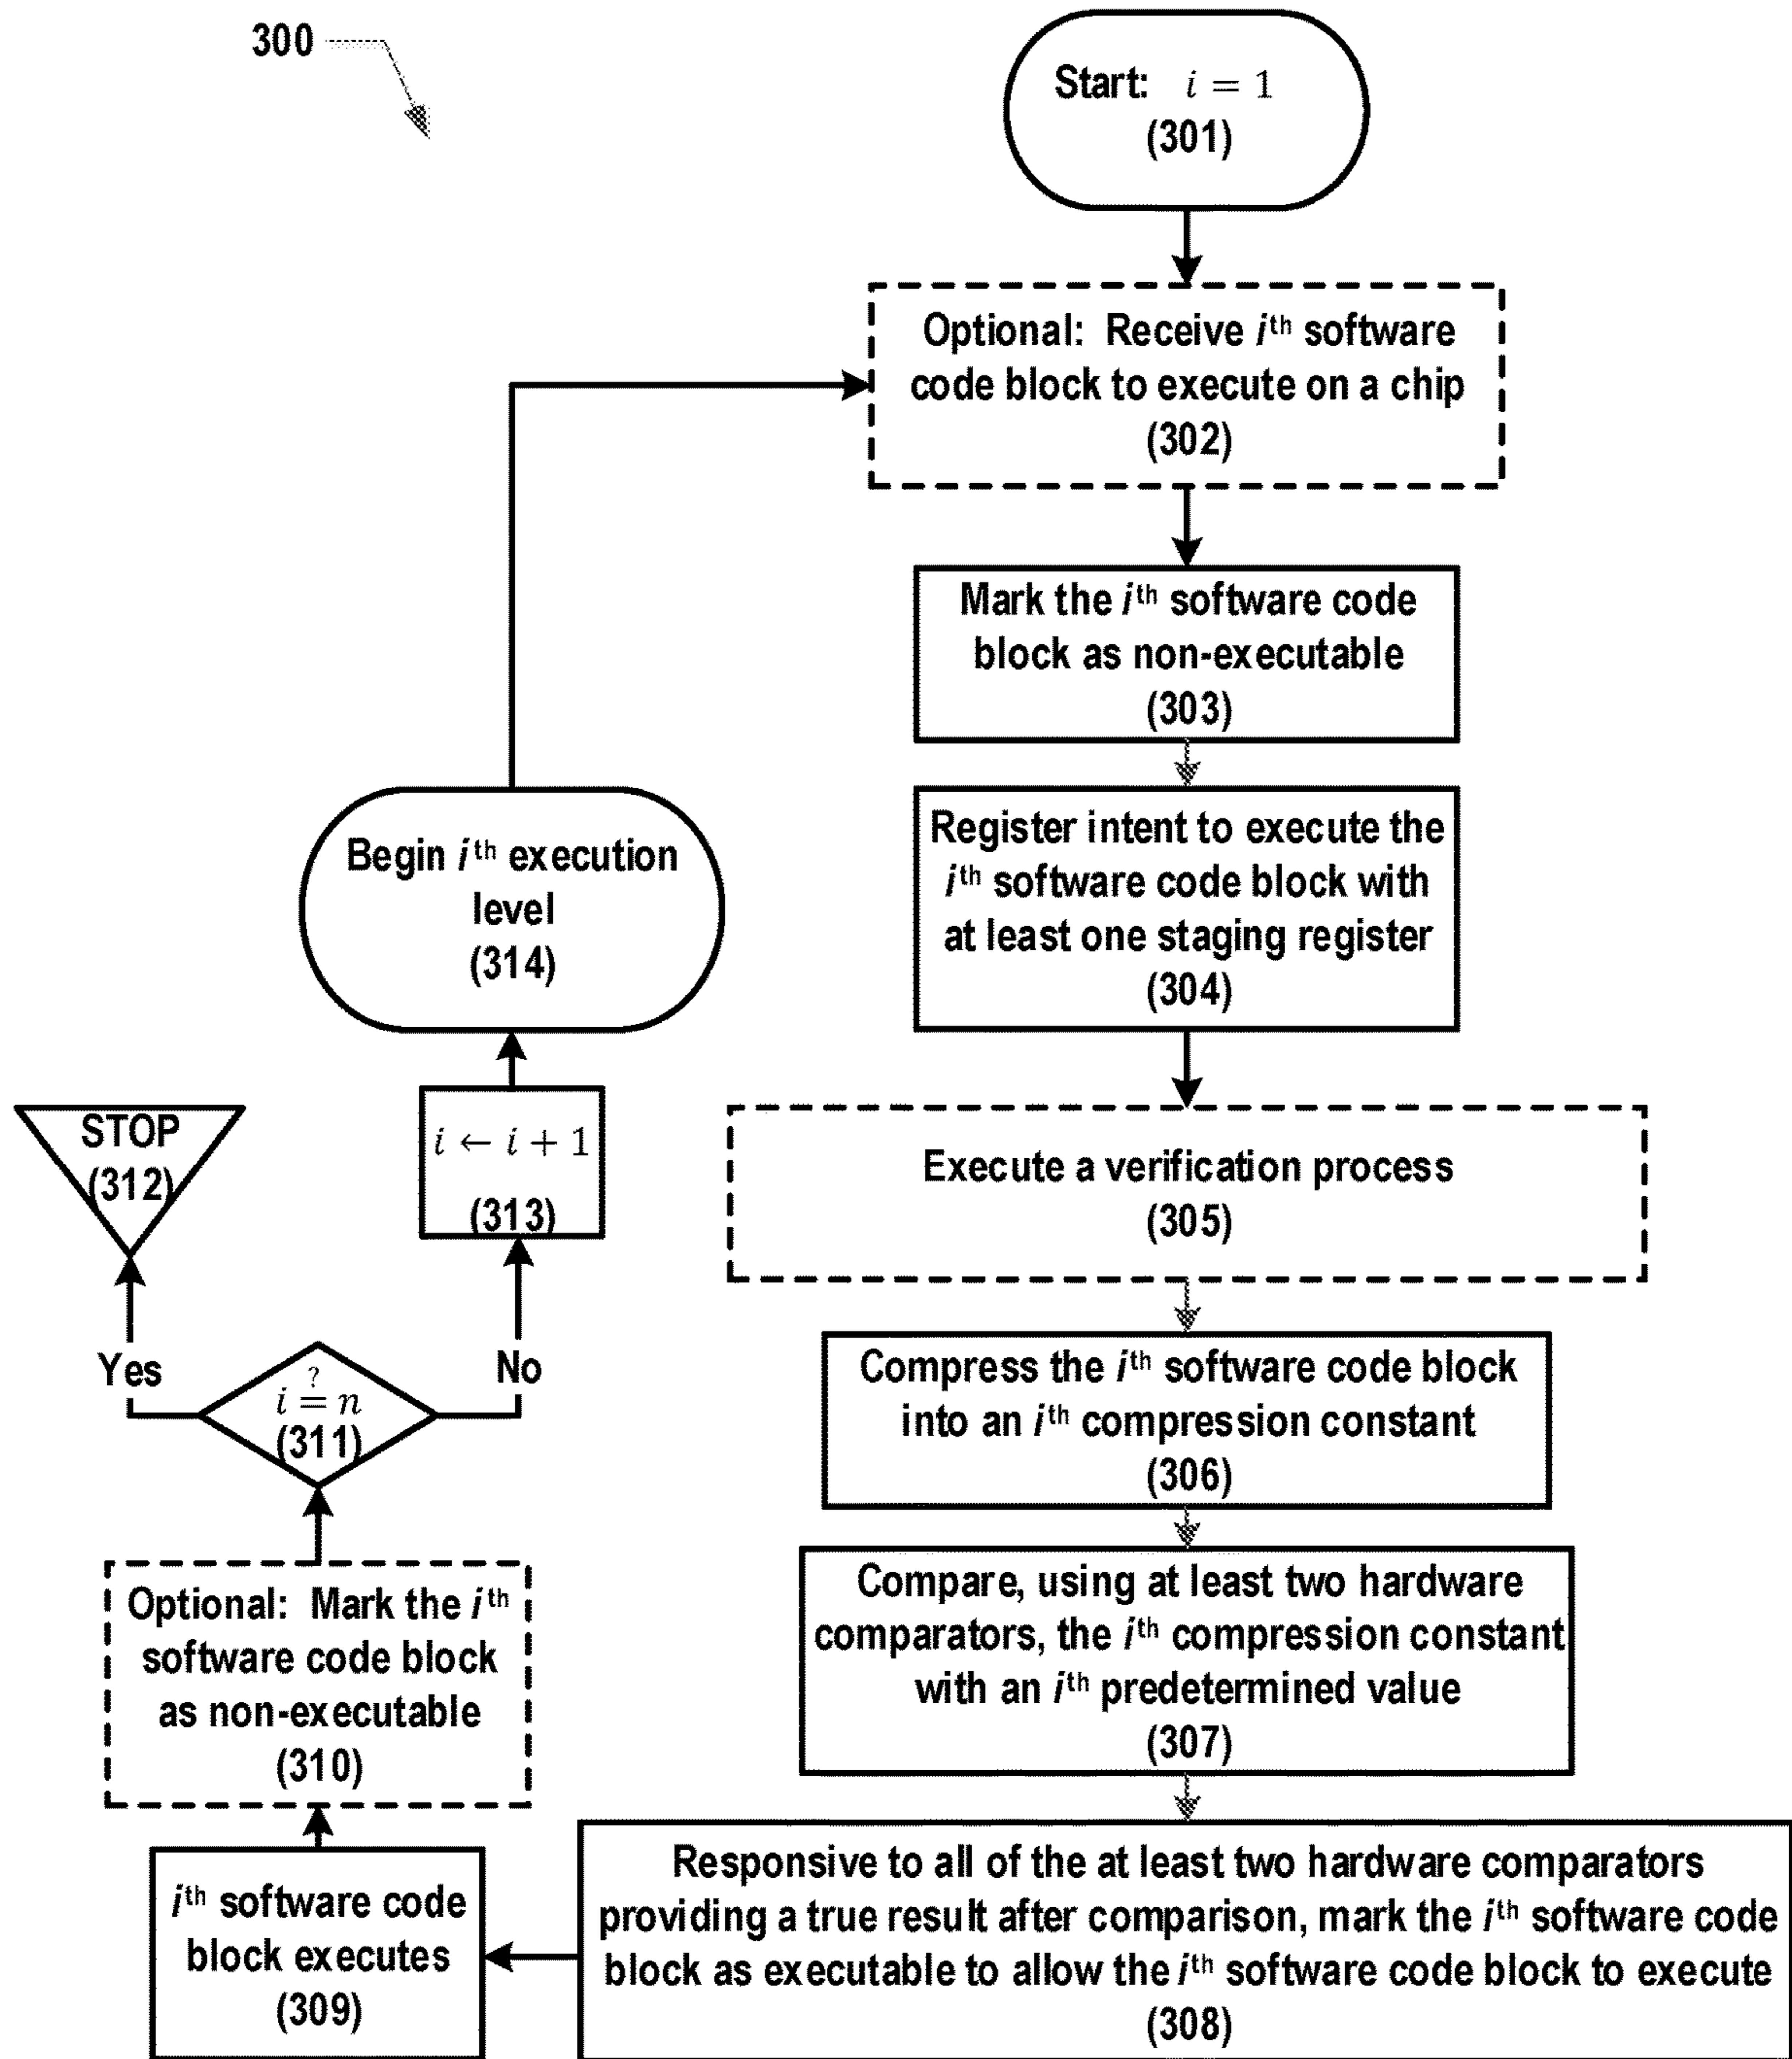 300
Start: i = 1
(301)
Optional: Receive iᵗʰ software
code block to execute on a chip
(302)
Mark the iᵗʰ software code
block as non-executable
(303)
Register intent to execute the
iᵗʰ software code block with
at least one staging register
(304)
Execute a verification process
(305)
Compress the iᵗʰ software code block
into an iᵗʰ compression constant
(306)
Compare, using at least two hardware
comparators, the iᵗʰ compression constant
with an iᵗʰ predetermined value
(307)
Responsive to all of the at least two hardware comparators
providing a true result after comparison, mark the iᵗʰ software code
block as executable to allow the iᵗʰ software code block to execute
(308)
iᵗʰ software code
block executes
(309)
Optional: Mark the iᵗʰ
software code block
as non-executable
(310)
?
i = n
(311)
Yes
No
STOP
(312)
i ← i + 1
(313)
Begin iᵗʰ execution
level
(314)